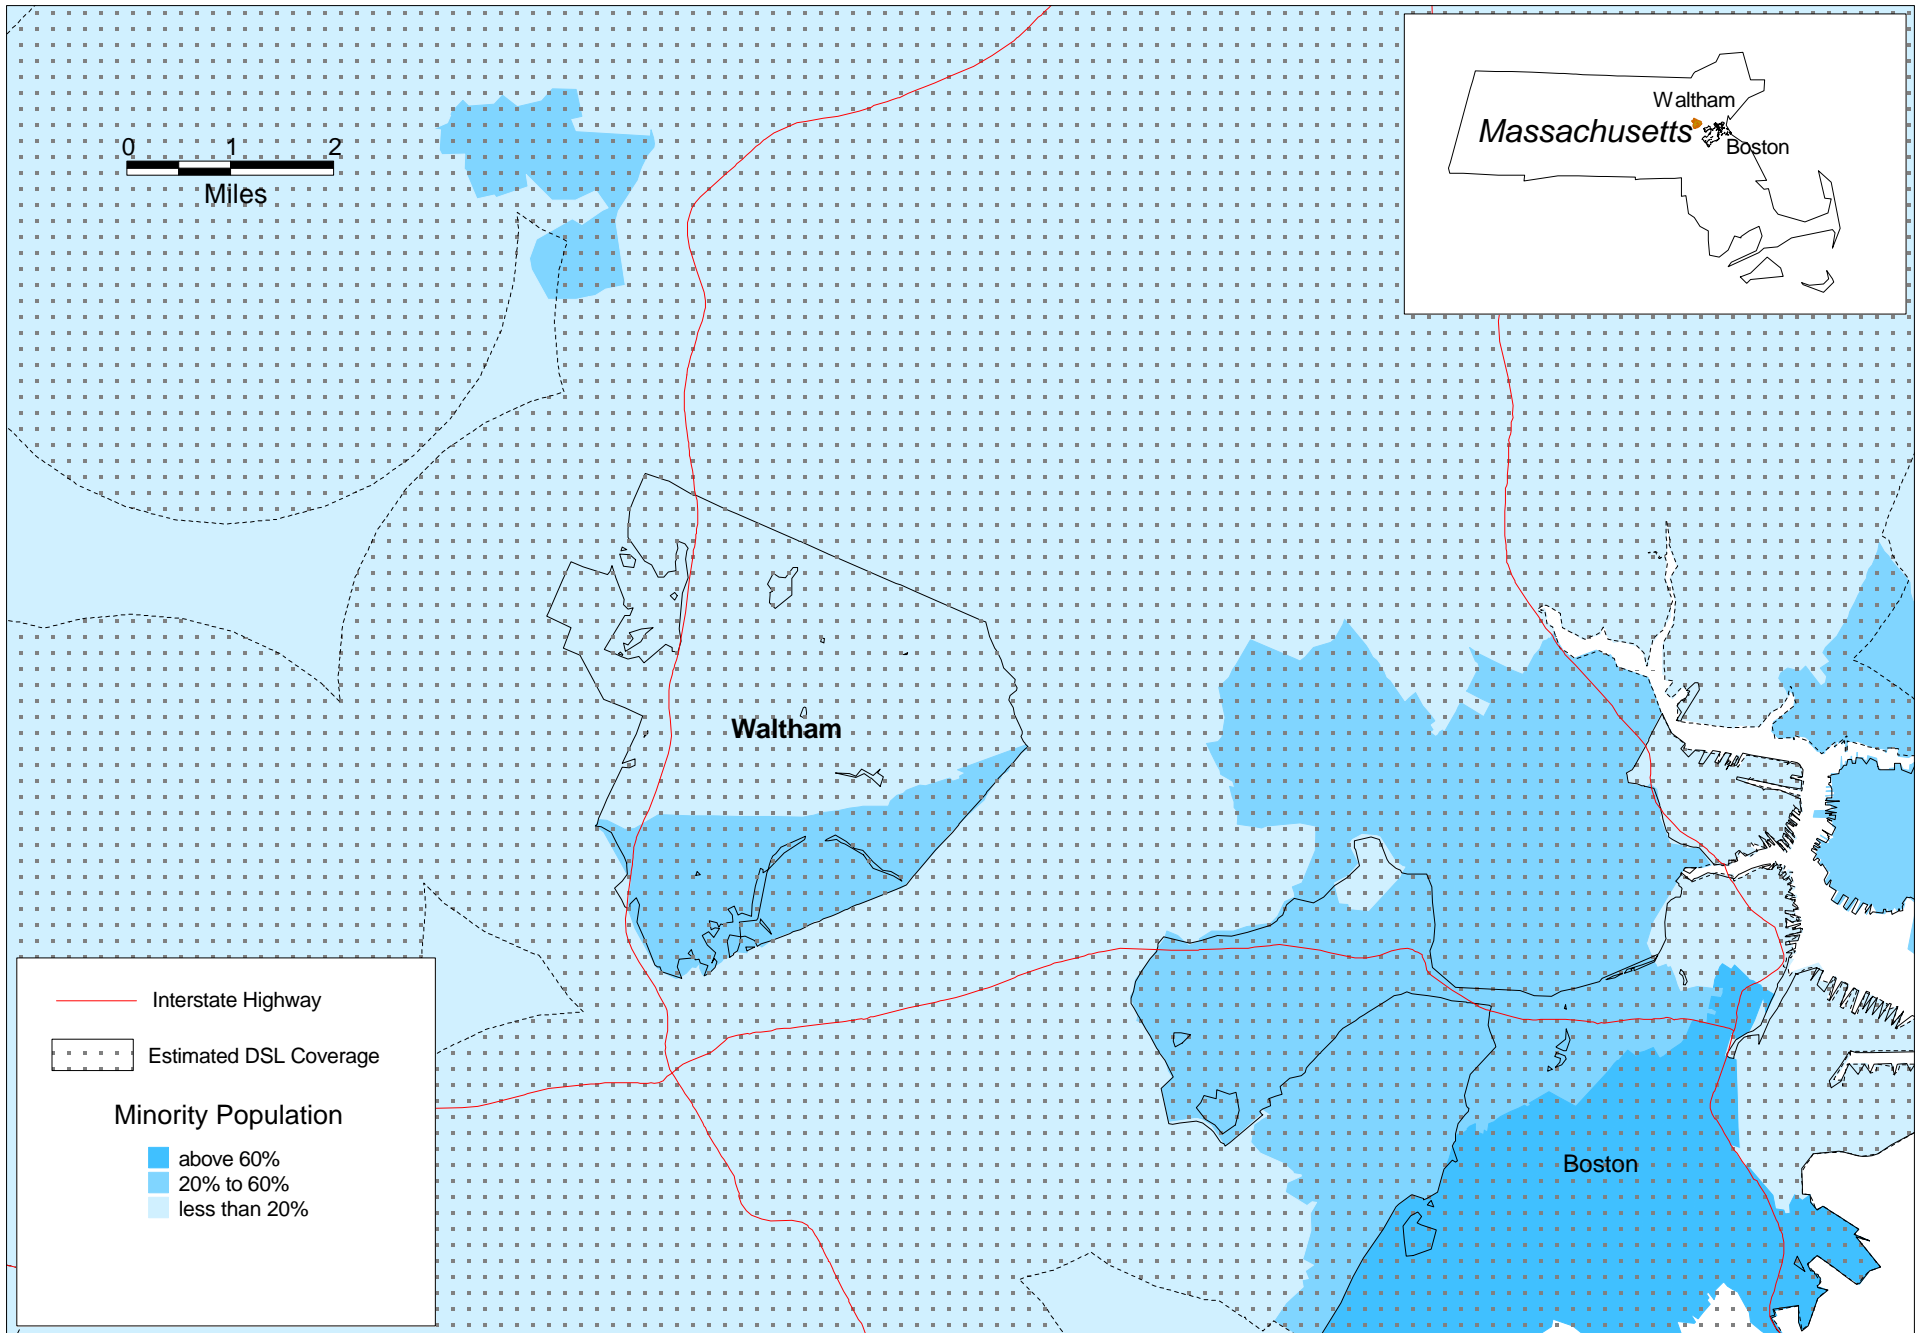 0 1 2
Miles
Waltham
Massachusetts
Boston
Waltham
Interstate Highway
Estimated DSL Coverage
Minority Population
above 60%
20% to 60%
less than 20%
Boston